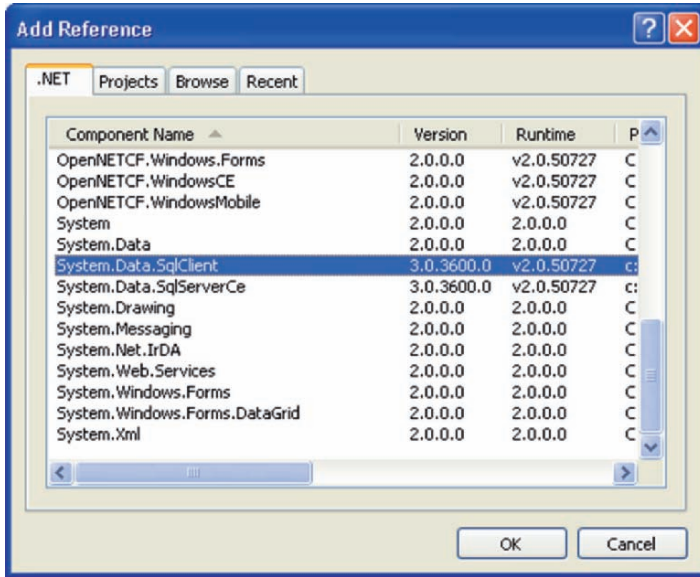 Add Reference
.NET Projects Browse Recent
Component Name Version Runtime P
OpenNETCF.Windows.Forms 2.0.0.0 v2.0.50727 C
OpenNETCF.WindowsCE 2.0.0.0 v2.0.50727 C
OpenNETCF.WindowsMobile 2.0.0.0 v2.0.50727 C
System 2.0.0.0 2.0.0.0 C
System.Data 2.0.0.0 2.0.0.0 C
System.Data.SqlClient 3.0.3600.0 v2.0.50727 c:
System.Data.SqlServerCe 3.0.3600.0 v2.0.50727 c:
System.Drawing 2.0.0.0 2.0.0.0 C
System.Messaging 2.0.0.0 2.0.0.0 C
System.Net.IrDA 2.0.0.0 2.0.0.0 C
System.Web.Services 2.0.0.0 2.0.0.0 C
System.Windows.Forms 2.0.0.0 2.0.0.0 C
System.Windows.Forms.DataGrid 2.0.0.0 2.0.0.0 C
System.Xml 2.0.0.0 2.0.0.0 C
OK Cancel